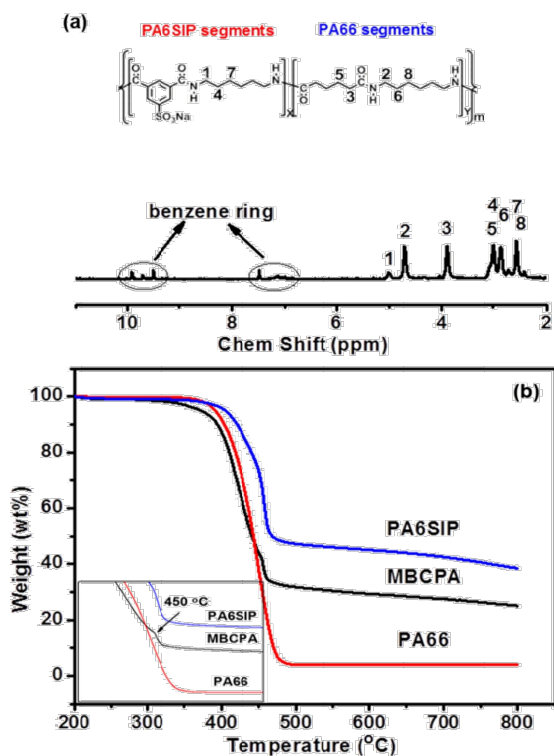 (a)
PA6SIP segments PA66 segments
O C
C O
N H
1 7
4
H N
SO3Na
X
O C
5
3
C O
N H
2 8
6
H N
Y m
benzene ring
1 2 3 4 5 6 7 8
10 8 6 4 2
Chem Shift (ppm)
(b)
Weight (wt%)
100
80
60
40
20
0
PA6SIP
MBCPA
PA66
450 °C
PA6SIP
MBCPA
PA66
200 300 400 500 600 700 800
Temperature (°C)